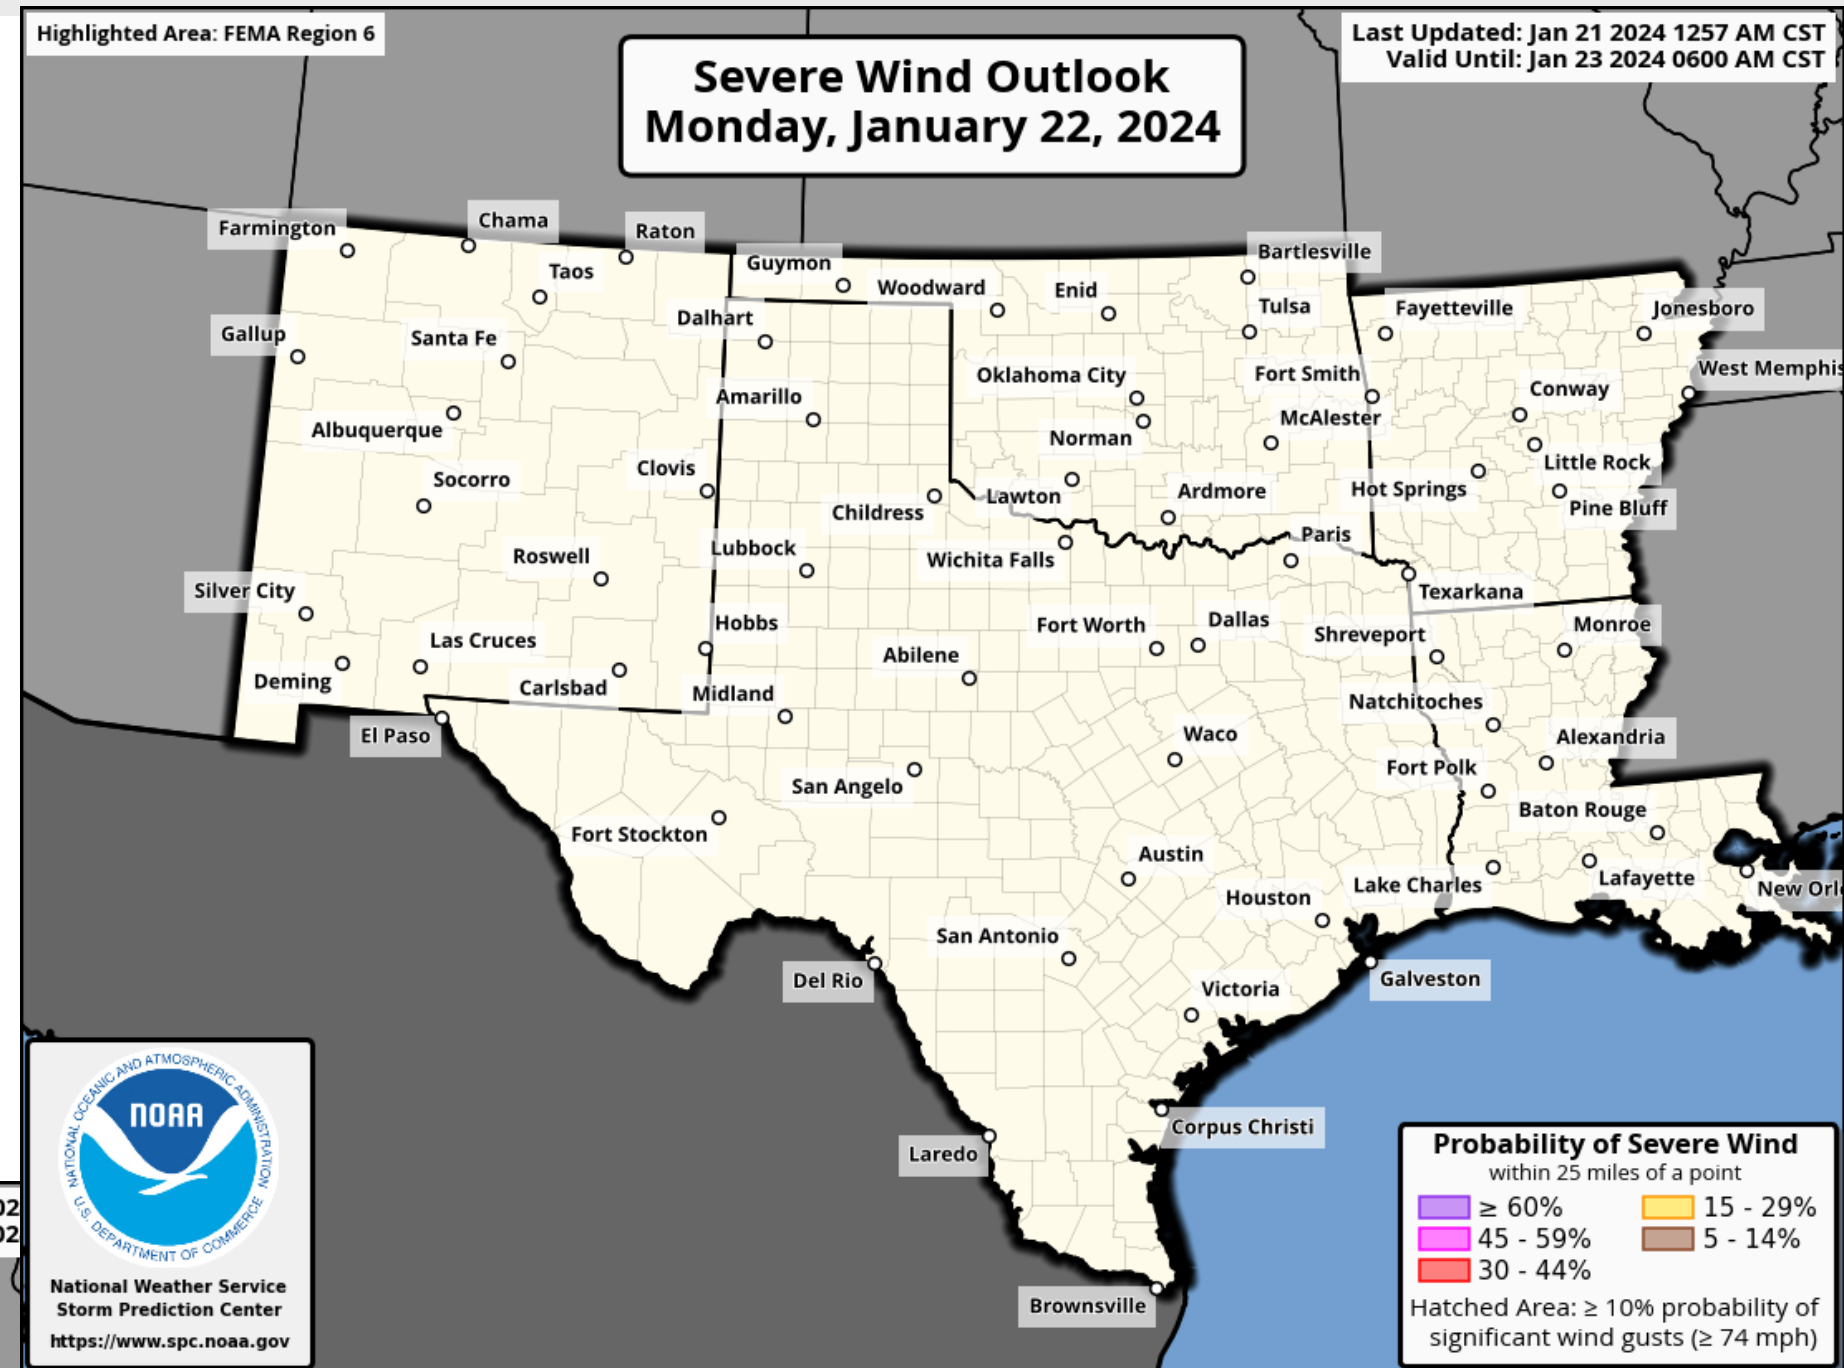 Highlighted Area: FEMA Region 6
Severe Wind Outlook
Monday, January 22, 2024
Last Updated: Jan 21 2024 1257 AM CST
Valid Until: Jan 23 2024 0600 AM CST
Farmington
Chama
Raton
Guymon
Bartlesville
Taos
Woodward
Enid
Tulsa
Fayetteville
Jonesboro
Gallup
Santa Fe
Dalhart
Oklahoma City
Fort Smith
West Memphis
Amarillo
McAlester
Conway
Albuquerque
Norman
Little Rock
Socorro
Clovis
Childress
Lawton
Ardmore
Hot Springs
Pine Bluff
Roswell
Lubbock
Wichita Falls
Paris
Texarkana
Silver City
Las Cruces
Hobbs
Abilene
Fort Worth
Dallas
Shreveport
Monroe
Deming
Carlsbad
Midland
Natchitoches
El Paso
Waco
Alexandria
San Angelo
Fort Polk
Fort Stockton
Baton Rouge
Austin
Houston
Lake Charles
Lafayette
New Orl
San Antonio
Del Rio
Victoria
Galveston
Corpus Christi
Laredo
Brownsville
NATIONAL OCEANIC AND ATMOSPHERIC ADMINISTRATION
NOAA
U.S. DEPARTMENT OF COMMERCE
National Weather Service
Storm Prediction Center
https://www.spc.noaa.gov
02
02
Probability of Severe Wind
within 25 miles of a point
≥ 60% 15 - 29%
45 - 59% 5 - 14%
30 - 44%
Hatched Area: ≥ 10% probability of
significant wind gusts (≥ 74 mph)